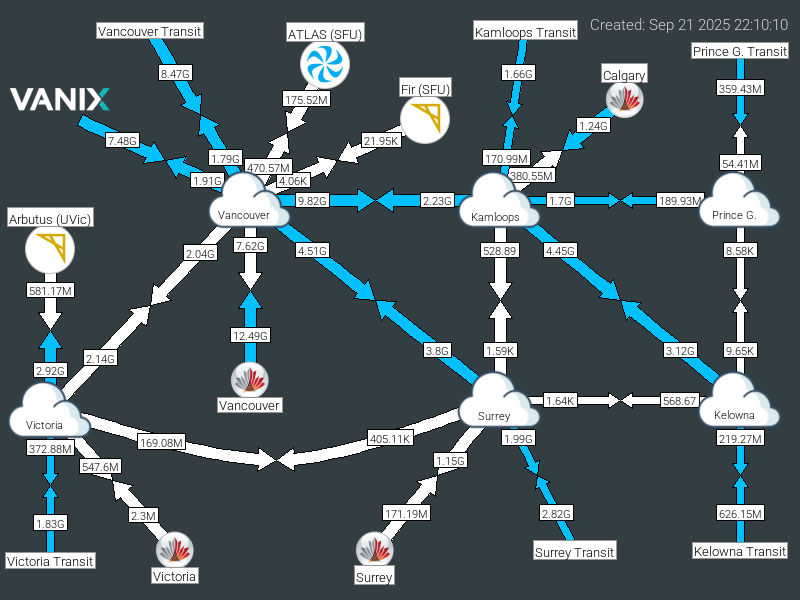 Created: Sep 21 2025 22:10:10
Vancouver Transit
ATLAS (SFU)
Kamloops Transit
Prince G. Transit
8.47G
1.66G
Calgary
359.43M
VANIX
175.52M
Fir (SFU)
7.48G
21.95K
1.24G
1.79G
470.57M
170.99M
54.41M
1.91G
4.06K
380.55M
9.82G
2.23G
1.7G
189.93M
Vancouver
Kamloops
Prince G.
Arbutus (UVic)
2.04G
7.62G
4.51G
528.89
4.45G
8.58K
581.17M
12.49G
2.14G
3.8G
1.59K
3.12G
9.65K
2.92G
Vancouver
1.64K
568.67
Victoria
Surrey
Kelowna
372.88M
169.08M
405.11K
1.99G
219.27M
547.6M
1.15G
1.83G
2.3M
171.19M
2.82G
626.15M
Victoria Transit
Victoria
Surrey
Surrey Transit
Kelowna Transit